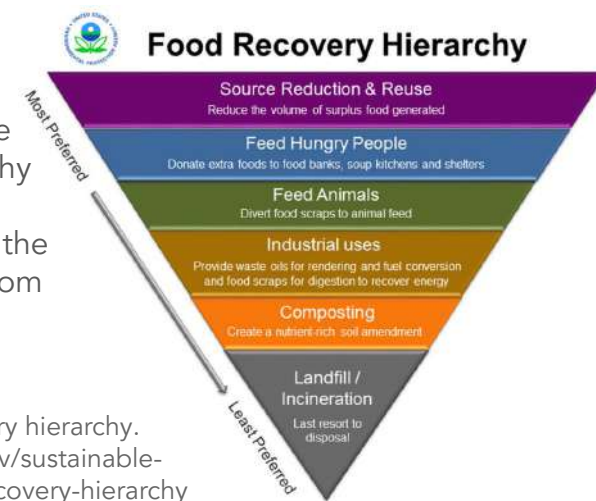 Food Recovery Hierarchy
Most Preferred
Source Reduction & Reuse
Reduce the volume of surplus food generated
Feed Hungry People
Donate extra foods to food banks, soup kitchens and shelters
Feed Animals
Divert food scraps to animal feed
Industrial uses
Provide waste oils for rendering and fuel conversion
and food scraps for digestion to recover energy
Composting
Create a nutrient-rich soil amendment
Landfill /
Incineration
Last resort to
disposal
Least Preferred
e
hy
the
om
ry hierarchy.
v/sustainable-
covery-hierarchy